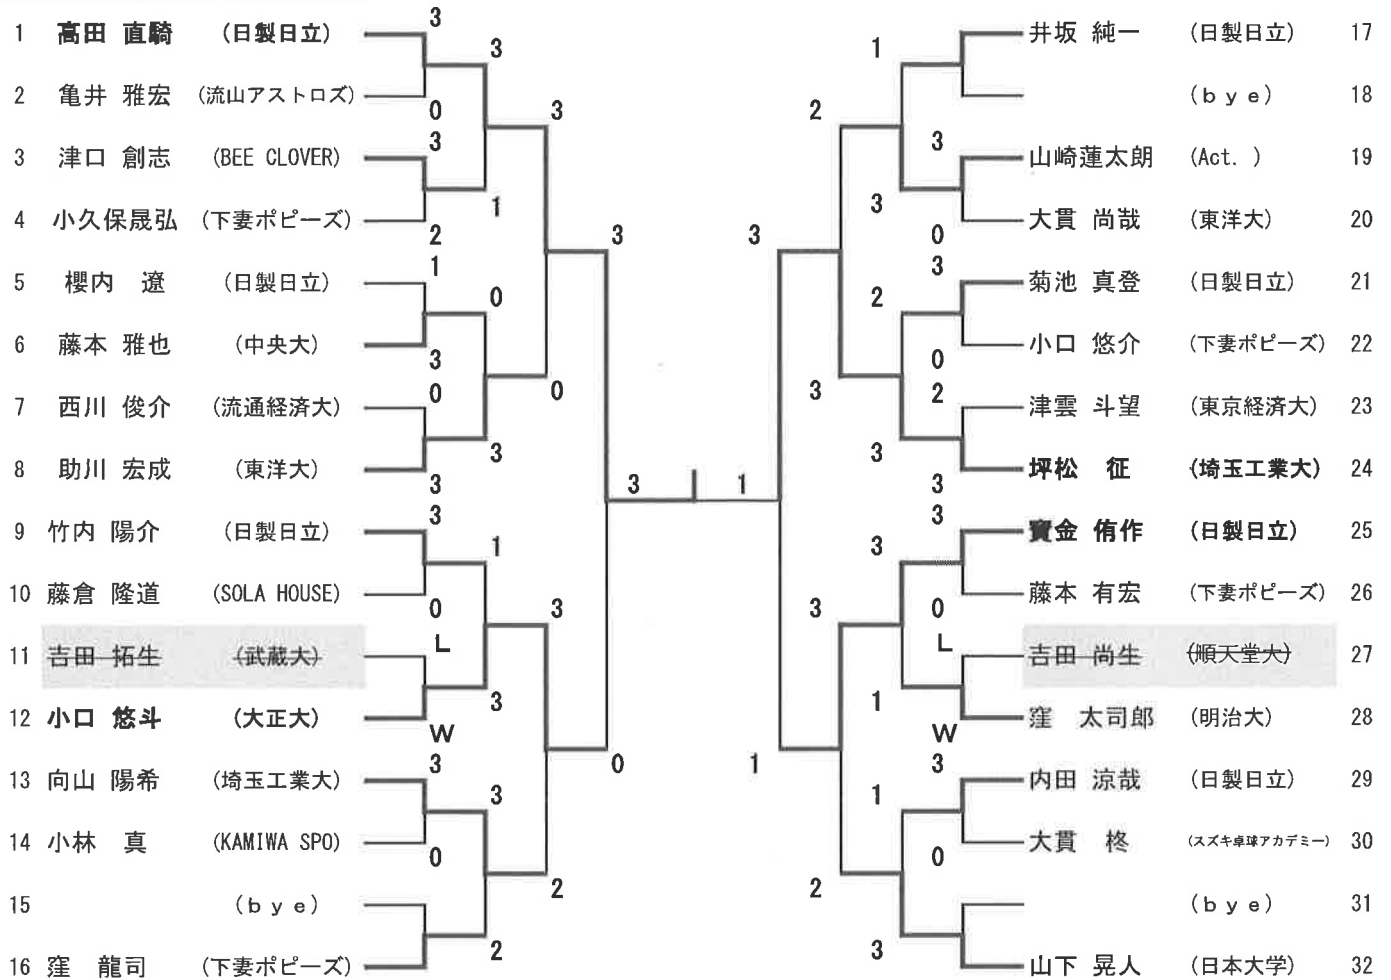 1 高田 直騎 (日製日立) 3
3
2 亀井 雅宏 (流山アストロズ) 0
3
3 津口 創志 (BEE CLOVER) 3
1
4 小久保晟弘 (下妻ポピーズ) 2
3
5 櫻内 遼 (日製日立) 1
0
6 藤本 雅也 (中央大) 3
0
7 西川 俊介 (流通経済大) 0
3
8 助川 宏成 (東洋大) 3
3
9 竹内 陽介 (日製日立) 3
1
10 藤倉 隆道 (SOLA HOUSE) 0
3
11 吉田 拓生 (武蔵大) L
3
12 小口 悠斗 (大正大) W
0
13 向山 陽希 (埼玉工業大) 3
3
14 小林 真 (KAMIWA SPO) 0
2
15 (ｂｙｅ)
2
16 窪 龍司 (下妻ポピーズ)
1 井坂 純一 (日製日立) 17
2
(ｂｙｅ) 18
3 山崎蓮太朗 (Act. ) 19
3
0 大貫 尚哉 (東洋大) 20
3
3 菊池 真登 (日製日立) 21
2
0 小口 悠介 (下妻ポピーズ) 22
3
2 津雲 斗望 (東京経済大) 23
3
3 坪松 征 (埼玉工業大) 24
1
3 寳金 侑作 (日製日立) 25
3
0 藤本 有宏 (下妻ポピーズ) 26
3
L 吉田 尚生 (順天堂大) 27
1
W 窪 太司郎 (明治大) 28
1
3 内田 涼哉 (日製日立) 29
1
0 大貫 柊 (スズキ卓球アカデミー) 30
2
(ｂｙｅ) 31
3
山下 晃人 (日本大学) 32